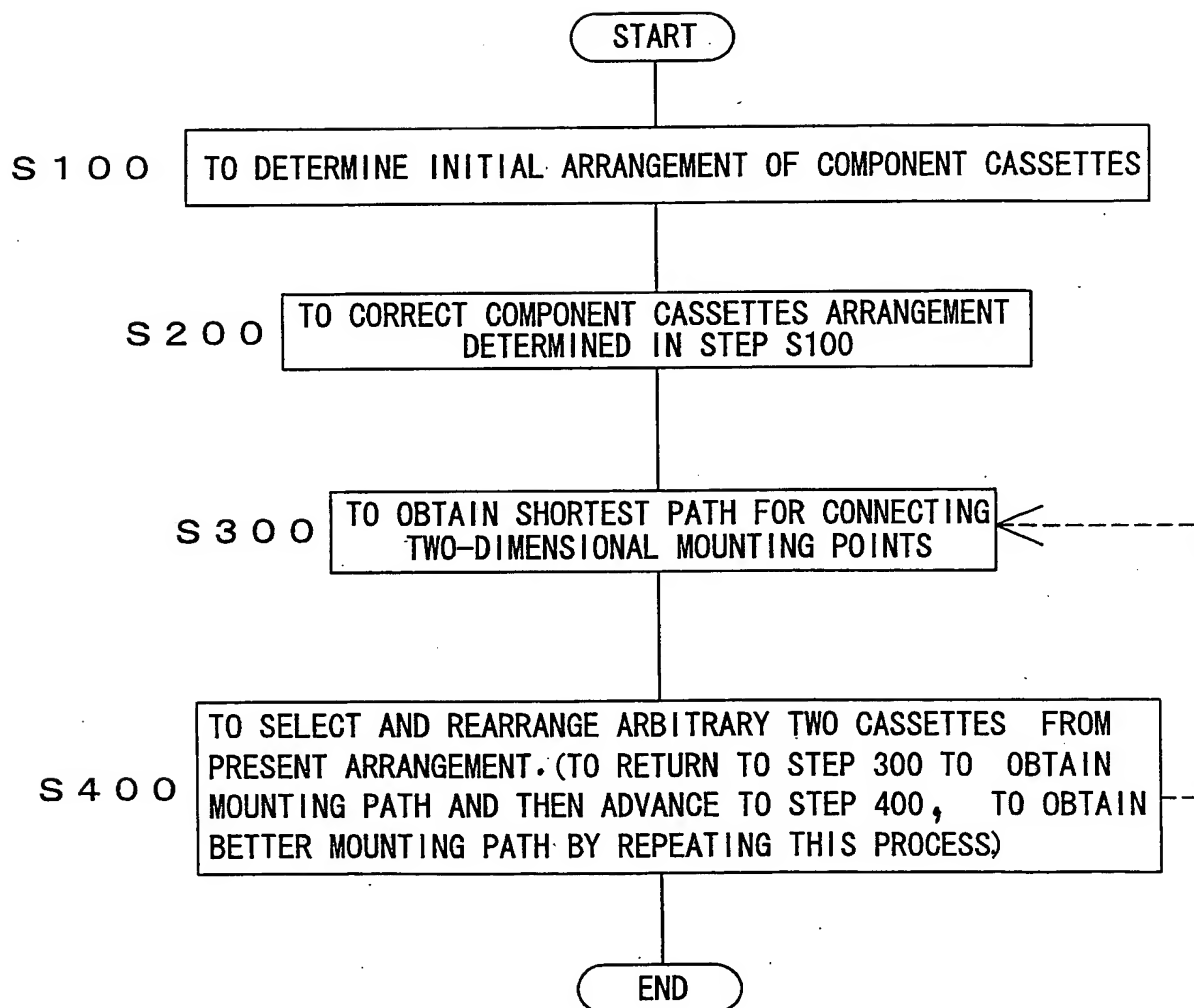 START
S100 TO DETERMINE INITIAL ARRANGEMENT OF COMPONENT CASSETTES
S200 TO CORRECT COMPONENT CASSETTES ARRANGEMENT
DETERMINED IN STEP S100
S300 TO OBTAIN SHORTEST PATH FOR CONNECTING
TWO-DIMENSIONAL MOUNTING POINTS
S400
TO SELECT AND REARRANGE ARBITRARY TWO CASSETTES FROM
PRESENT ARRANGEMENT. (TO RETURN TO STEP 300 TO OBTAIN
MOUNTING PATH AND THEN ADVANCE TO STEP 400, TO OBTAIN
BETTER MOUNTING PATH BY REPEATING THIS PROCESS,)
END